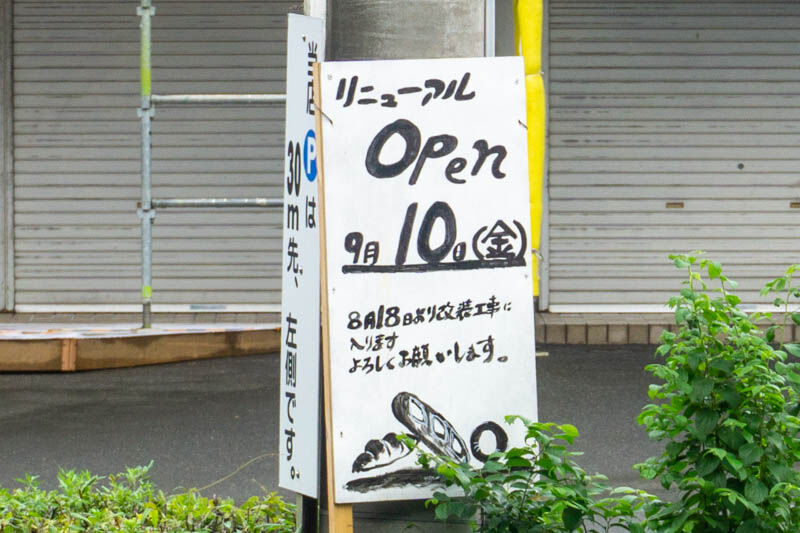 当店Ⓟは
30m先、左側です。
リニューアル
Open
9月10日(金)
8月18日より改装工事に
入ります
よろしくお願いします。